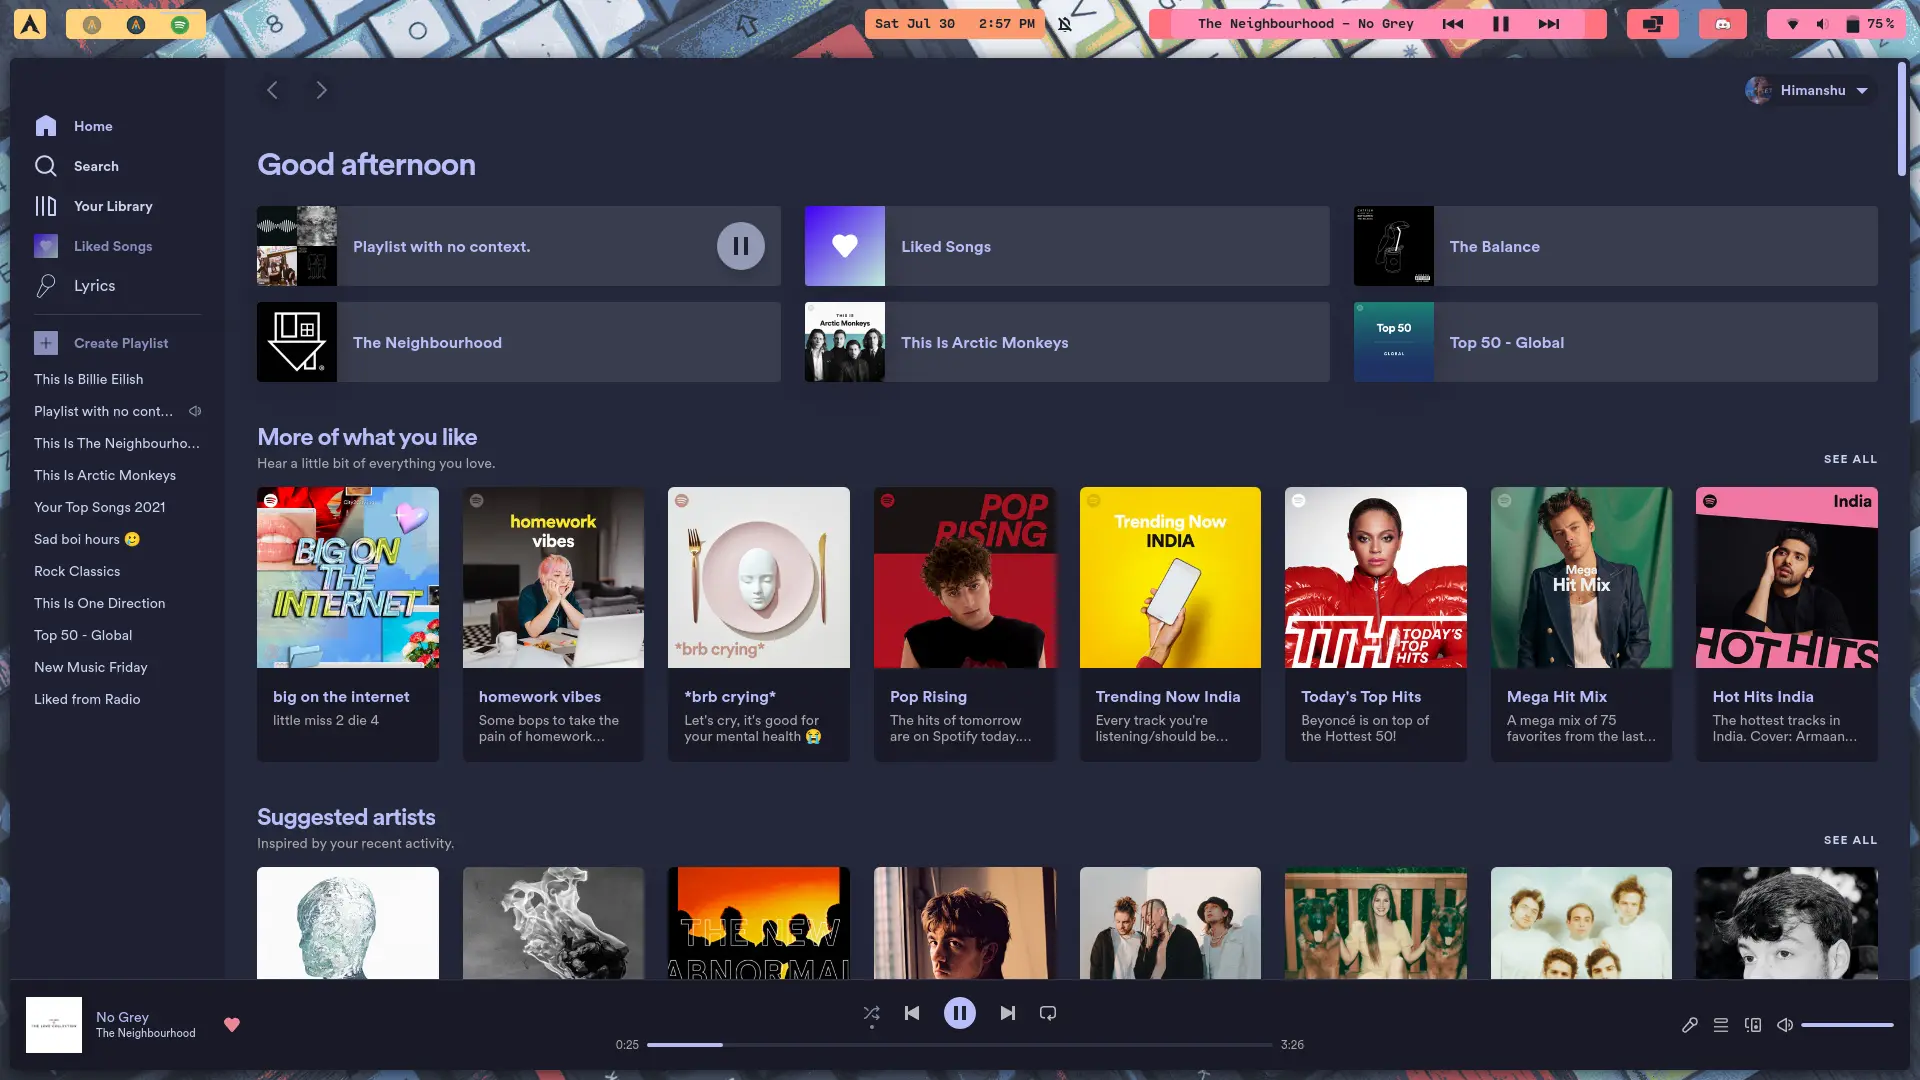 Sat Jul 30 2:57 PM
The Neighbourhood - No Grey
75%
Himanshu
Home
Search
Your Library
Liked Songs
Lyrics
Create Playlist
This Is Billie Eilish
Playlist with no cont...
This Is The Neighbourho...
This Is Arctic Monkeys
Your Top Songs 2021
Sad boi hours 🥲
Rock Classics
This Is One Direction
Top 50 - Global
New Music Friday
Liked from Radio
Good afternoon
Playlist with no context.
Liked Songs
The Balance
The Neighbourhood
THIS IS
Arctic Monkeys
This Is Arctic Monkeys
Top 50
GLOBAL
Top 50 - Global
More of what you like
Hear a little bit of everything you love.
SEE ALL
BIG ON
THE
INTERNET
big on the internet
little miss 2 die 4
homework
vibes
homework vibes
Some bops to take the
pain of homework...
*brb crying*
*brb crying*
Let's cry, it's good for
your mental health 😭
POP
RISING
Pop Rising
The hits of tomorrow
are on Spotify today....
Trending Now
INDIA
Trending Now India
Every track you're
listening/should be...
TTH TODAY'S
TOP
HITS
Today's Top Hits
Beyoncé is on top of
the Hottest 50!
Mega
Hit Mix
Mega Hit Mix
A mega mix of 75
favorites from the last...
India
HOT HITS
Hot Hits India
The hottest tracks in
India. Cover: Armaan...
Suggested artists
Inspired by your recent activity.
SEE ALL
THE NEW
ABNORMAL
No Grey
The Neighbourhood
0:25
3:26